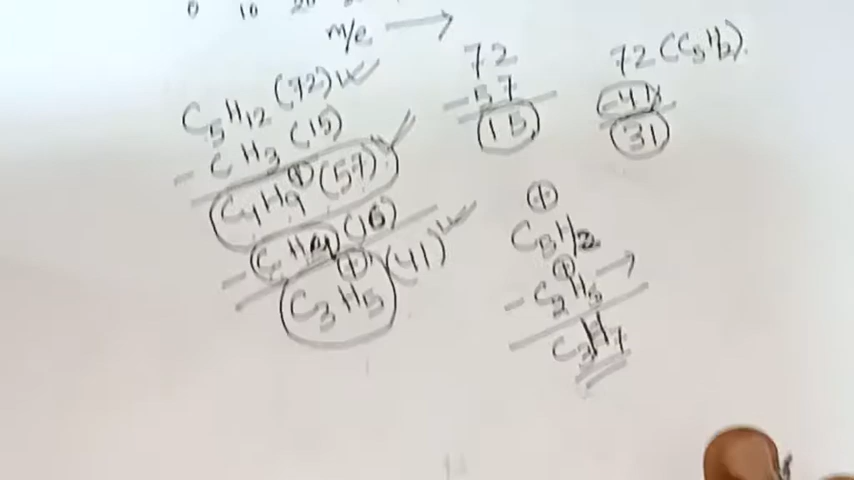 0 10 20
m/e →
C5H12 (72) ✓
- CH3 (15)
C4H9⊕ (57) ✓
- CH4 (16)
C3H5⊕ (41) ✓
72
- 57
15
72 (C5H12).
-41
31
⊕
C5H12
- C2H5⊕ →
C3H7